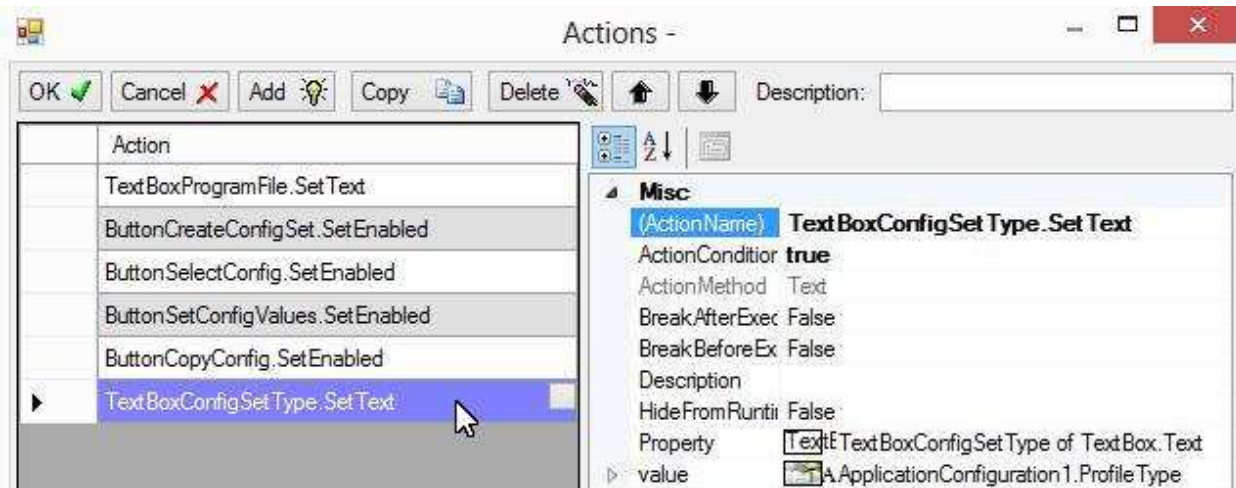 Actions -
OK Cancel Add Copy Delete Description:
Action
TextBoxProgramFile.SetText
ButtonCreateConfigSet.SetEnabled
ButtonSelectConfig.SetEnabled
ButtonSetConfigValues.SetEnabled
ButtonCopyConfig.SetEnabled
TextBoxConfigSetType.SetText
A
Z
Misc
(ActionName) TextBoxConfigSetType.SetText
ActionCondition true
ActionMethod Text
BreakAfterExec False
BreakBeforeEx False
Description
HideFromRunti False
Property TextE TextBoxConfigSetType of TextBox.Text
value A ApplicationConfiguration1.ProfileType